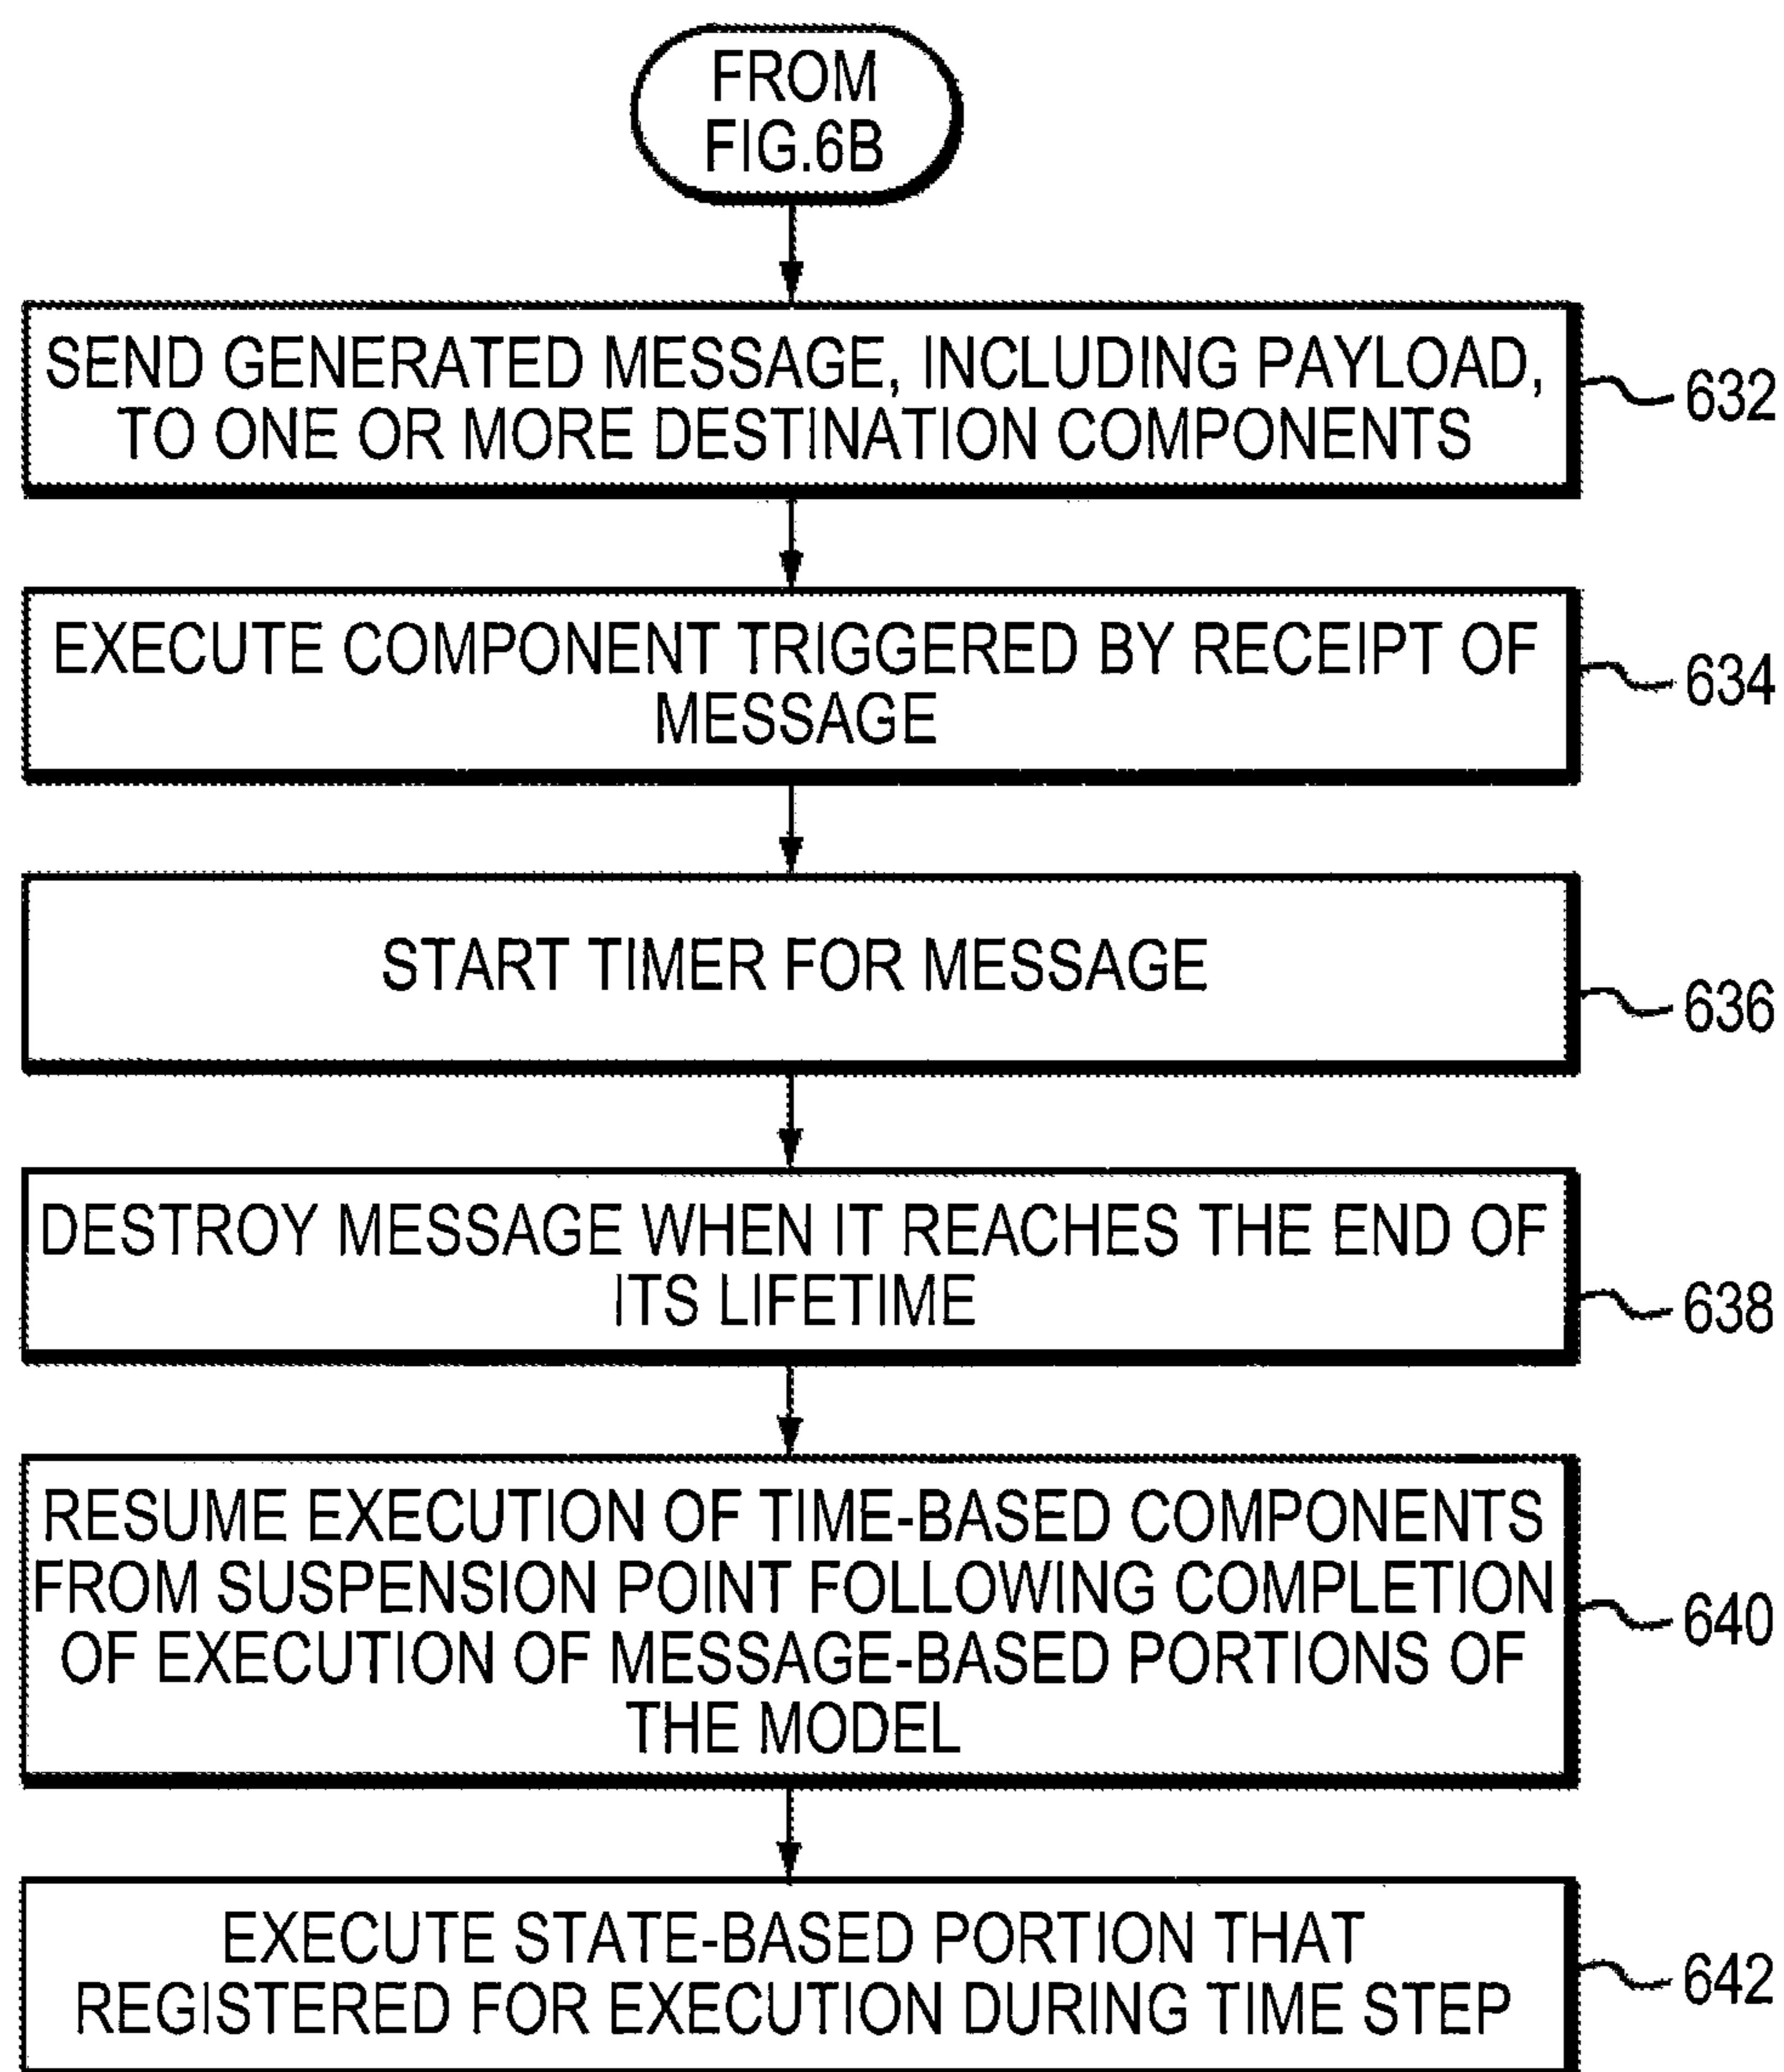 FROM
FIG.6B
SEND GENERATED MESSAGE, INCLUDING PAYLOAD,
TO ONE OR MORE DESTINATION COMPONENTS
632
EXECUTE COMPONENT TRIGGERED BY RECEIPT OF
MESSAGE
634
START TIMER FOR MESSAGE
636
DESTROY MESSAGE WHEN IT REACHES THE END OF
ITS LIFETIME
638
RESUME EXECUTION OF TIME-BASED COMPONENTS
FROM SUSPENSION POINT FOLLOWING COMPLETION
OF EXECUTION OF MESSAGE-BASED PORTIONS OF
THE MODEL
640
EXECUTE STATE-BASED PORTION THAT
REGISTERED FOR EXECUTION DURING TIME STEP
642